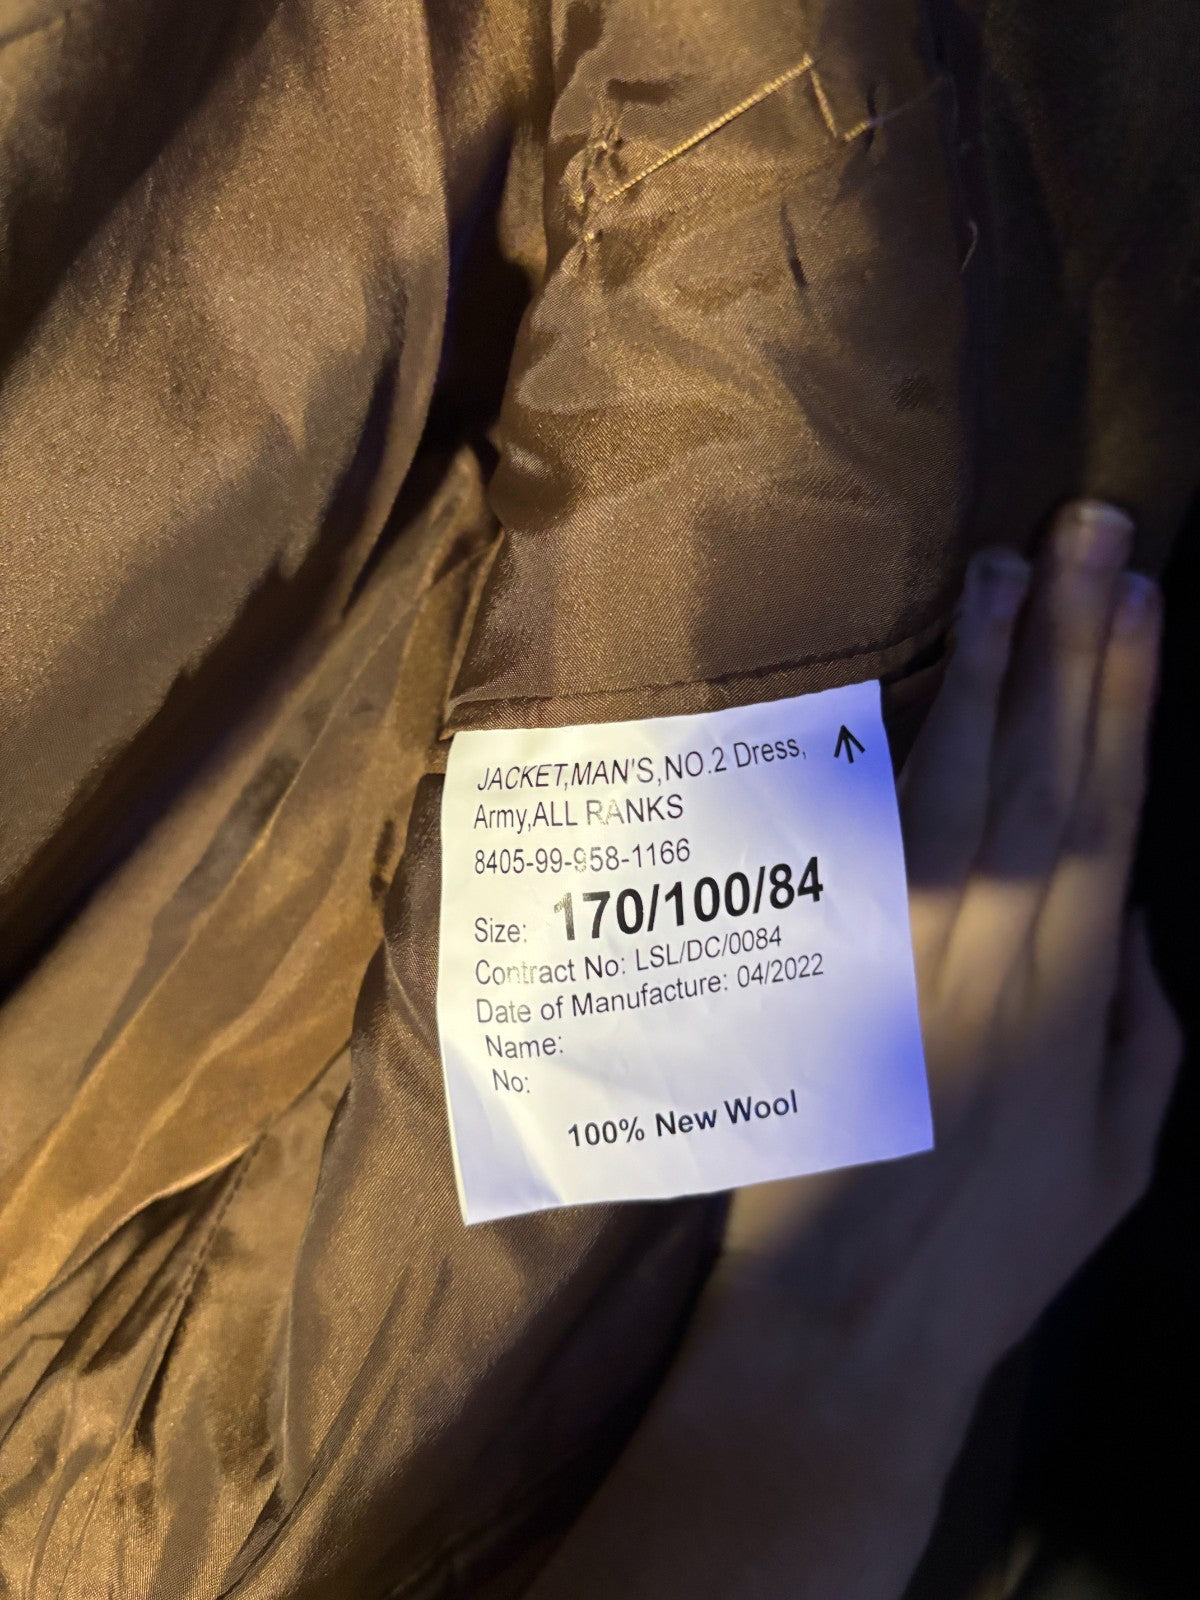 JACKET,MAN'S,NO.2 Dress,
Army,ALL RANKS
8405-99-958-1166
Size: 170/100/84
Contract No: LSL/DC/0084
Date of Manufacture: 04/2022
Name:
No:
100% New Wool